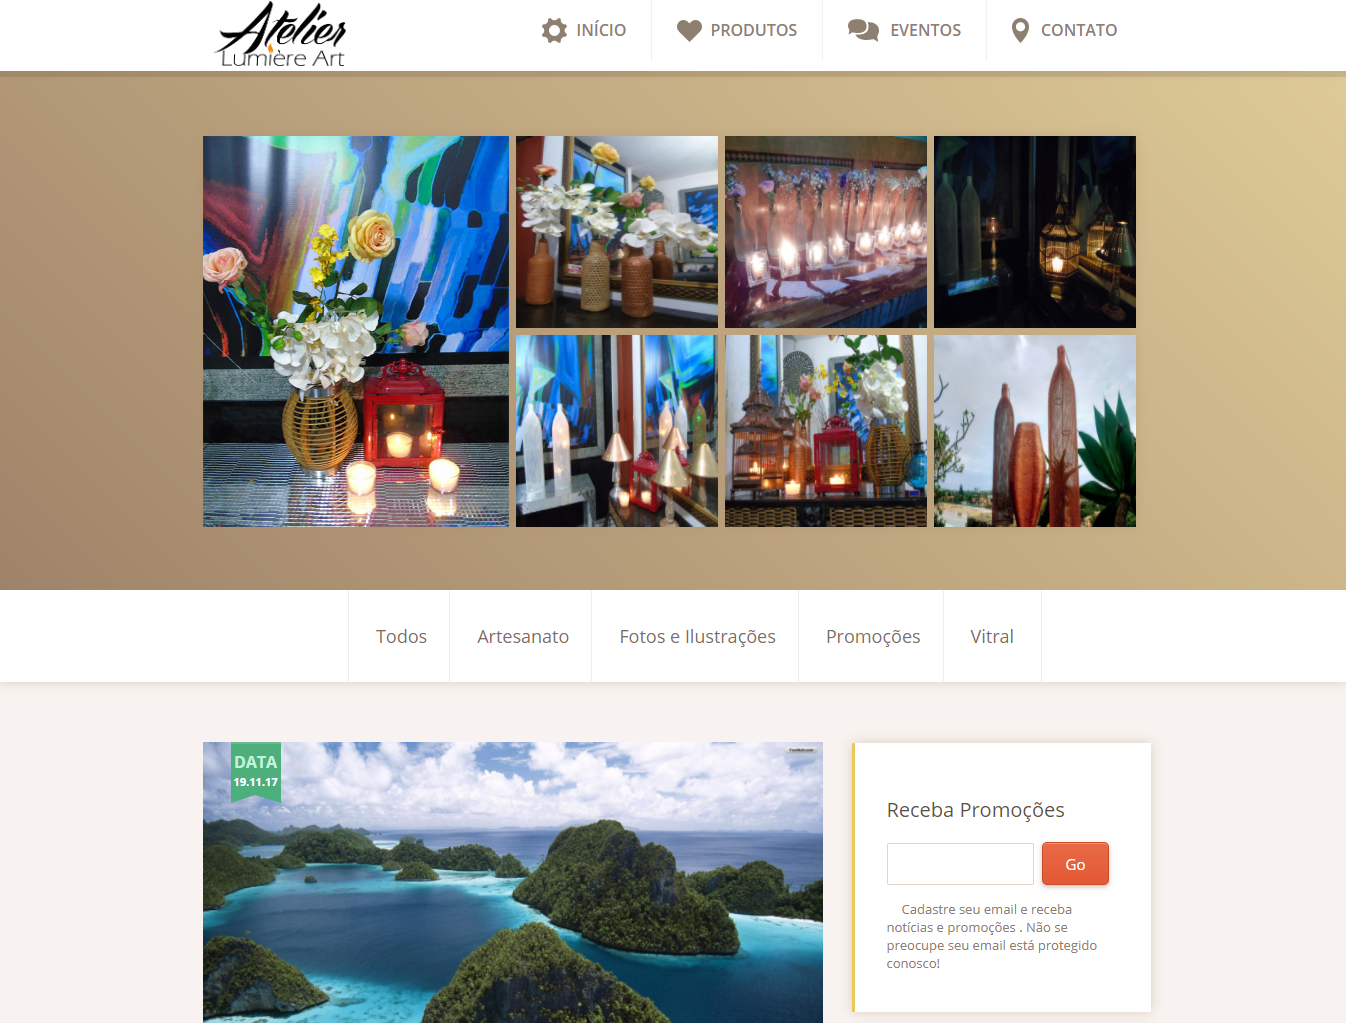 Atelier
Lumière Art
INÍCIO
PRODUTOS
EVENTOS
CONTATO
Todos
Artesanato
Fotos e Ilustrações
Promoções
Vitral
DATA
19.11.17
Receba Promoções
Go
Cadastre seu email e receba
notícias e promoções . Não se
preocupe seu email está protegido
conosco!